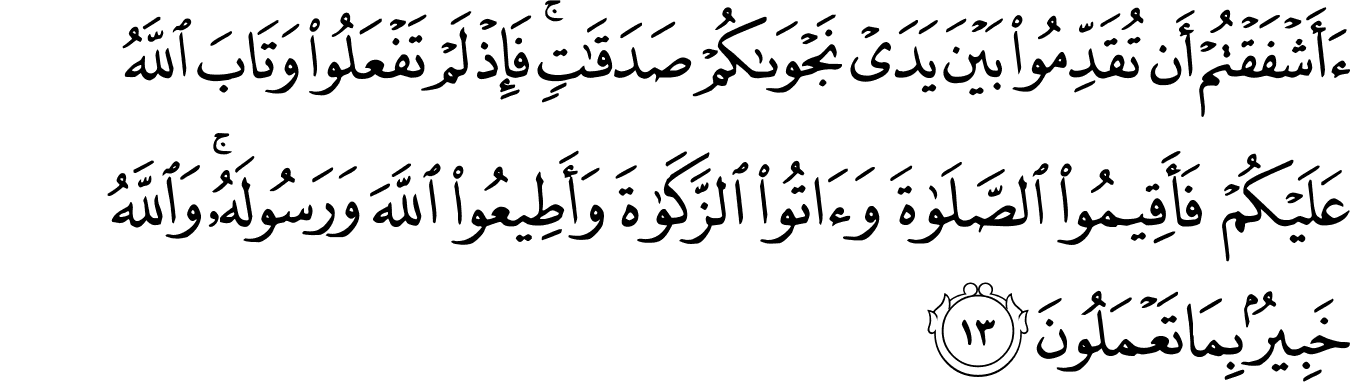 ءَأَشْفَقْتُمْ أَن تُقَدِّمُوا۟ بَيْنَ يَدَىْ نَجْوَىٰكُمْ صَدَقَـٰتٍۢ ۚ فَإِذْ لَمْ تَفْعَلُوا۟ وَتَابَ ٱللَّهُ
عَلَيْكُمْ فَأَقِيمُوا۟ ٱلصَّلَوٰةَ وَءَاتُوا۟ ٱلزَّكَوٰةَ وَأَطِيعُوا۟ ٱللَّهَ وَرَسُولَهُۥ ۚ وَٱللَّهُ
خَبِيرٌۢ بِمَا تَعْمَلُونَ ١٣